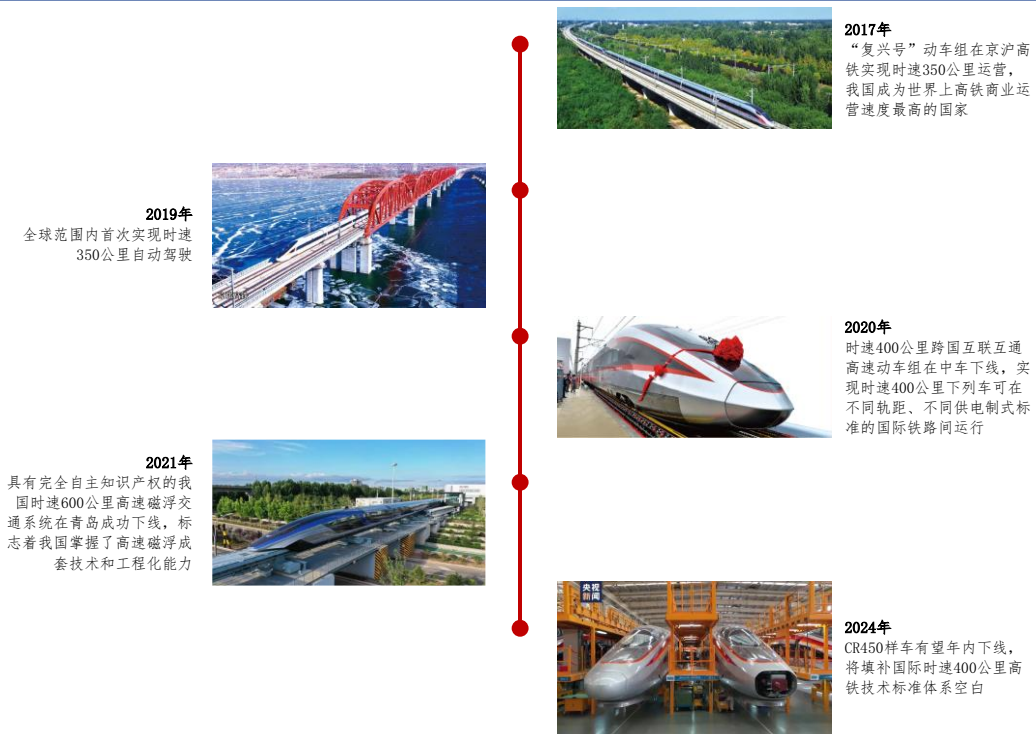 2017年
“复兴号”动车组在京沪高
铁实现时速350公里运营，
我国成为世界上高铁商业运
营速度最高的国家
2019年
全球范围内首次实现时速
350公里自动驾驶
2020年
时速400公里跨国互联互通
高速动车组在中车下线，实
现时速400公里下列车可在
不同轨距、不同供电制式标
准的国际铁路间运行
2021年
具有完全自主知识产权的我
国时速600公里高速磁浮交
通系统在青岛成功下线，标
志着我国掌握了高速磁浮成
套技术和工程化能力
央视
新闻
2024年
CR450样车有望年内下线，
将填补国际时速400公里高
铁技术标准体系空白